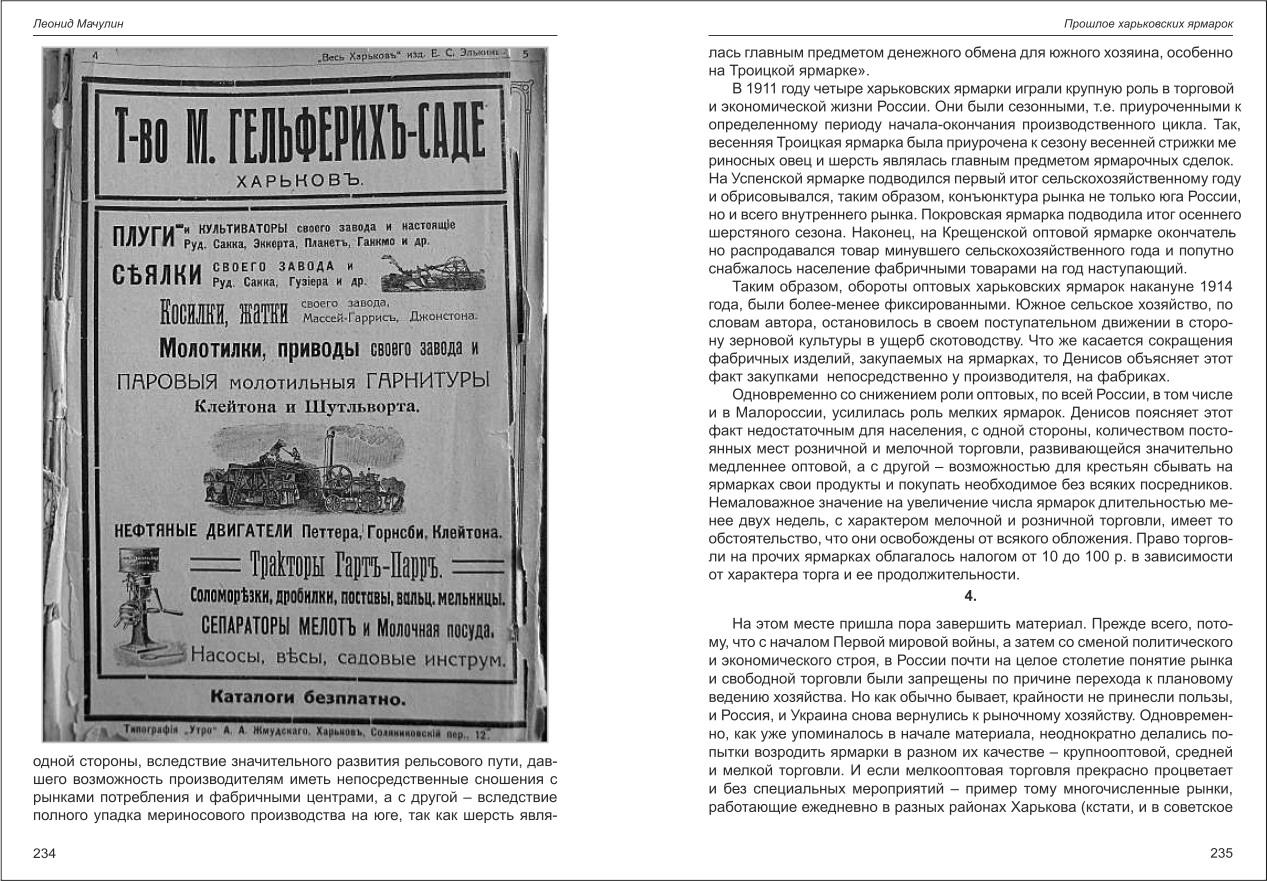 Леонид Мачулин
4 „Весь Харьковъ" изд. Е. С. Элькинъ 5
Т-во М. ГЕЛЬФЕРИХЪ-САДЕ
ХАРЬКОВЪ.
ПЛУГИ и КУЛЬТИВАТОРЫ своего завода и настоящіе
Руд. Сакка, Эккерта, Планетъ, Ганкмо и др.
СѢЯЛКИ СВОЕГО ЗАВОДА и
Руд. Сакка, Гузіера и др.
Косилки, жатки своего завода,
Массей-Гаррисъ, Джонстона.
Молотилки, приводы своего завода и
ПАРОВЫЯ молотильныя ГАРНИТУРЫ
Клейтона и Шутльворта.
НЕФТЯНЫЕ ДВИГАТЕЛИ Петтера, Горнсби, Клейтона.
Тракторы Гартъ-Парръ.
Соломорѣзки, дробилки, поставы, вальц. мельницы.
СЕПАРАТОРЫ МЕЛОТЪ и Молочная посуда.
Насосы, вѣсы, садовые инструм.
Каталоги безплатно.
Типографія „Утро" А. А. Жмудскаго. Харьковъ, Соляниковскій пер., 12.
одной стороны, вследствие значительного развития рельсового пути, дав-
шего возможность производителям иметь непосредственные сношения с
рынками потребления и фабричными центрами, а с другой – вследствие
полного упадка мериносового производства на юге, так как шерсть явля-
234
Прошлое харьковских ярмарок
лась главным предметом денежного обмена для южного хозяина, особенно
на Троицкой ярмарке».
В 1911 году четыре харьковских ярмарки играли крупную роль в торговой
и экономической жизни России. Они были сезонными, т.е. приуроченными к
определенному периоду начала-окончания производственного цикла. Так,
весенняя Троицкая ярмарка была приурочена к сезону весенней стрижки ме
риносных овец и шерсть являлась главным предметом ярмарочных сделок.
На Успенской ярмарке подводился первый итог сельскохозяйственному году
и обрисовывался, таким образом, конъюнктура рынка не только юга России,
но и всего внутреннего рынка. Покровская ярмарка подводила итог осеннего
шерстяного сезона. Наконец, на Крещенской оптовой ярмарке окончатель
но распродавался товар минувшего сельскохозяйственного года и попутно
снабжалось население фабричными товарами на год наступающий.
Таким образом, обороты оптовых харьковских ярмарок накануне 1914
года, были более-менее фиксированными. Южное сельское хозяйство, по
словам автора, остановилось в своем поступательном движении в сторо-
ну зерновой культуры в ущерб скотоводству. Что же касается сокращения
фабричных изделий, закупаемых на ярмарках, то Денисов объясняет этот
факт закупками непосредственно у производителя, на фабриках.
Одновременно со снижением роли оптовых, по всей России, в том числе
и в Малороссии, усилилась роль мелких ярмарок. Денисов поясняет этот
факт недостаточным для населения, с одной стороны, количеством посто-
янных мест розничной и мелочной торговли, развивающейся значительно
медленнее оптовой, а с другой – возможностью для крестьян сбывать на
ярмарках свои продукты и покупать необходимое без всяких посредников.
Немаловажное значение на увеличение числа ярмарок длительностью ме-
нее двух недель, с характером мелочной и розничной торговли, имеет то
обстоятельство, что они освобождены от всякого обложения. Право торгов-
ли на прочих ярмарках облагалось налогом от 10 до 100 р. в зависимости
от характера торга и ее продолжительности.
4.
На этом месте пришла пора завершить материал. Прежде всего, пото-
му, что с началом Первой мировой войны, а затем со сменой политического
и экономического строя, в России почти на целое столетие понятие рынка
и свободной торговли были запрещены по причине перехода к плановому
ведению хозяйства. Но как обычно бывает, крайности не принесли пользы,
и Россия, и Украина снова вернулись к рыночному хозяйству. Одновремен-
но, как уже упоминалось в начале материала, неоднократно делались по-
пытки возродить ярмарки в разном их качестве – крупнооптовой, средней
и мелкой торговли. И если мелкооптовая торговля прекрасно процветает
и без специальных мероприятий – пример тому многочисленные рынки,
работающие ежедневно в разных районах Харькова (кстати, и в советское
235